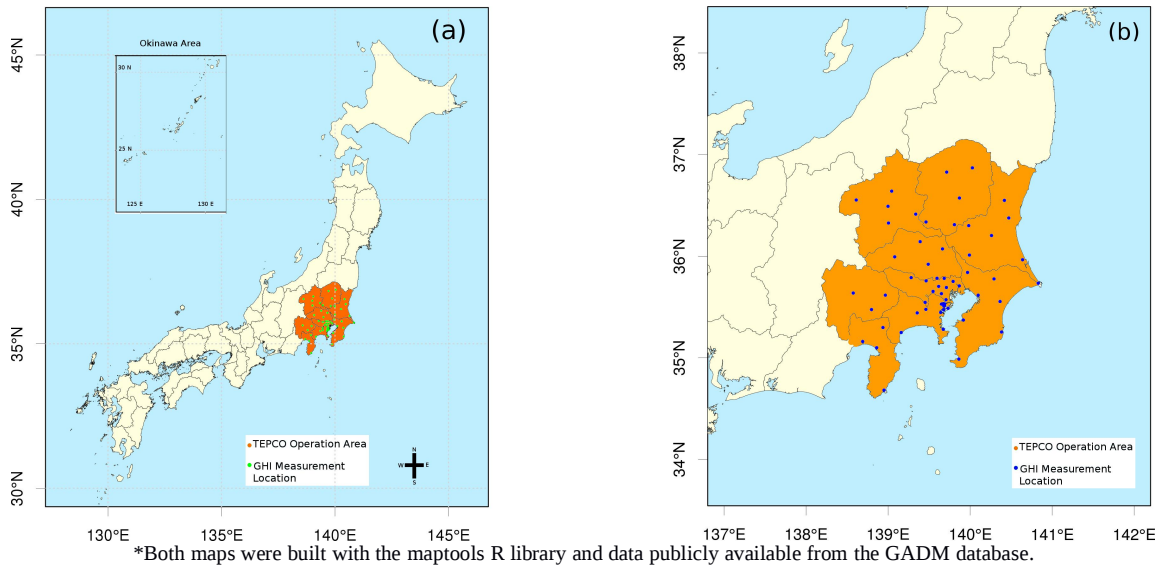 (a)
Okinawa Area
30 N
25 N
125 E
130 E
45°N
40°N
35°N
30°N
130°E
135°E
140°E
145°E
TEPCO Operation Area
GHI Measurement
Location
N
W
E
S
(b)
38°N
37°N
36°N
35°N
34°N
137°E
138°E
139°E
140°E
141°E
142°E
TEPCO Operation Area
GHI Measurement
Location
*Both maps were built with the maptools R library and data publicly available from the GADM database.